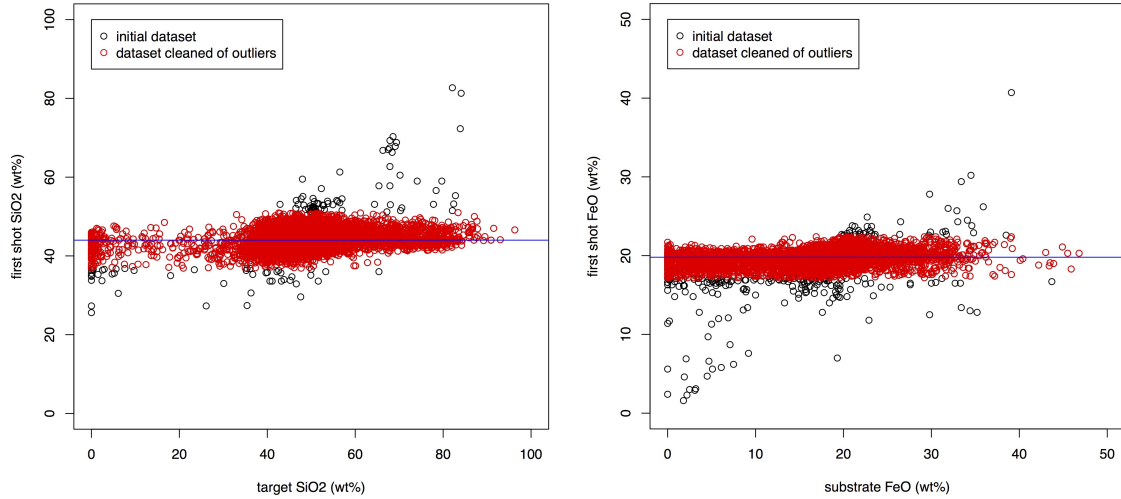 initial dataset
dataset cleaned of outliers
first shot SiO2 (wt%)
100
80
60
40
20
0
0 20 40 60 80 100
target SiO2 (wt%)
initial dataset
dataset cleaned of outliers
first shot FeO (wt%)
50
40
30
20
10
0
0 10 20 30 40 50
substrate FeO (wt%)